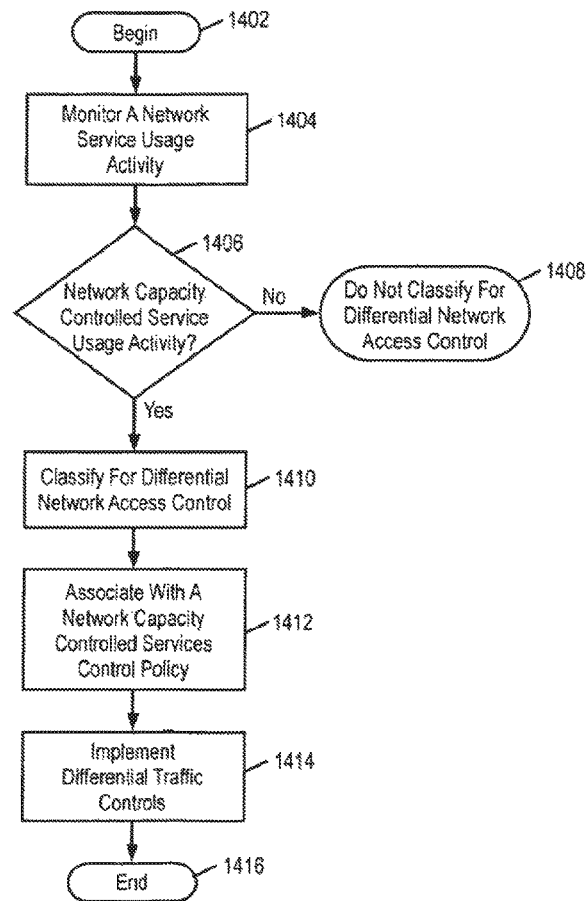 Begin
1402
Monitor A Network
Service Usage
Activity
1404
1406
Network Capacity
Controlled Service
Usage Activity?
No
Do Not Classify For
Differential Network
Access Control
1408
Yes
Classify For Differential
Network Access Control
1410
Associate With A
Network Capacity
Controlled Services
Control Policy
1412
Implement
Differential Traffic
Controls
1414
End
1416